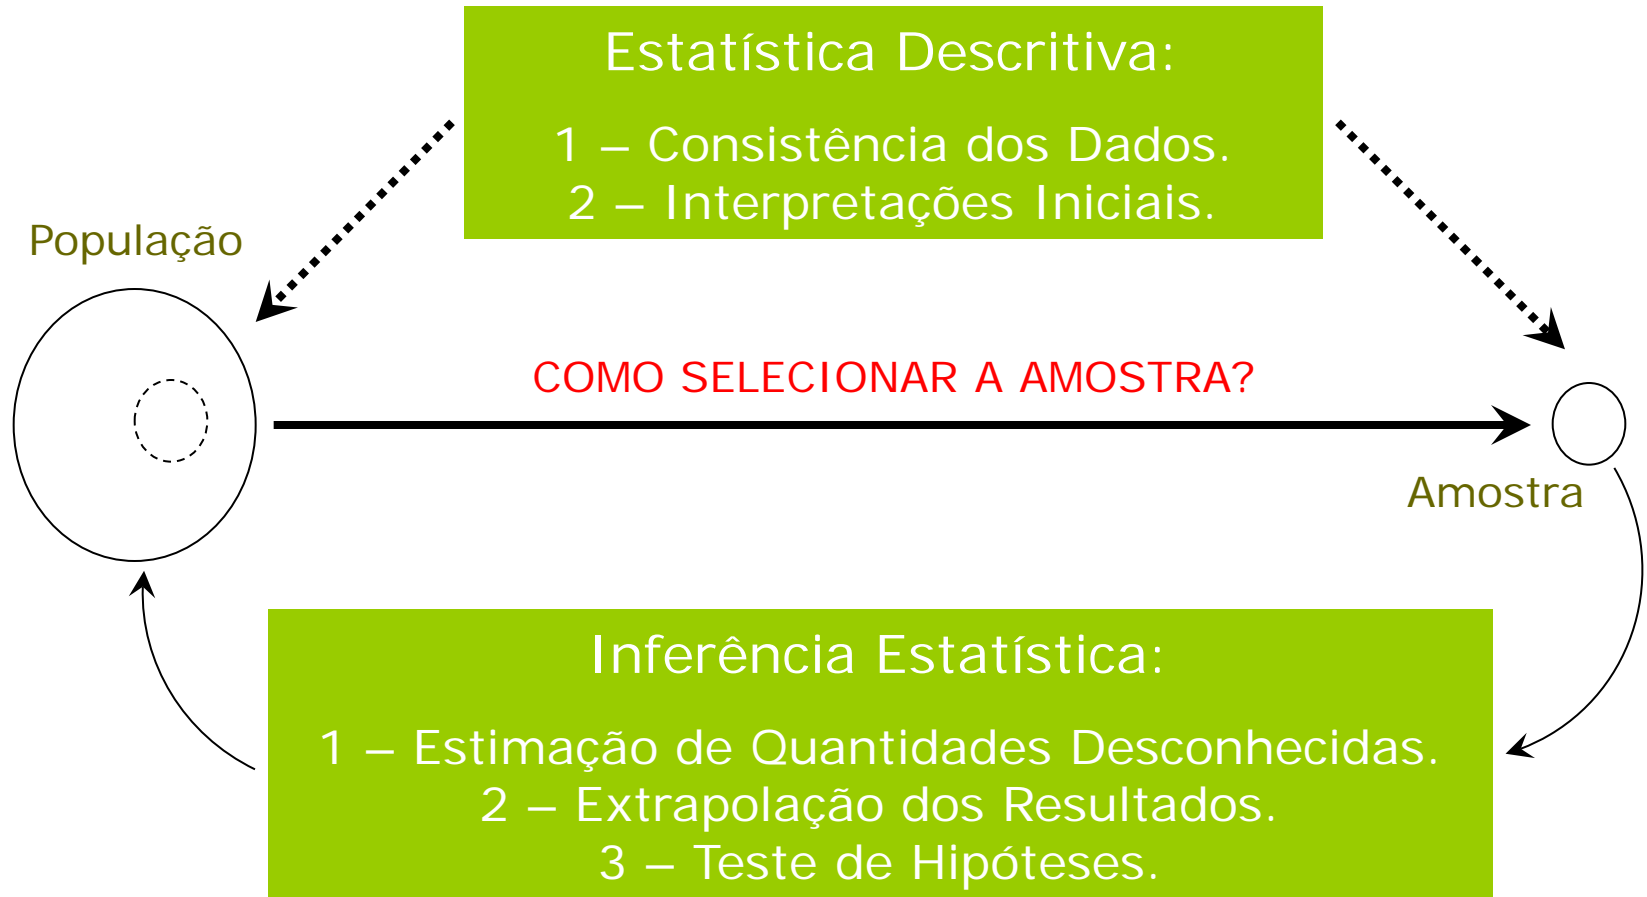 Estatística Descritiva:
1 – Consistência dos Dados.
2 – Interpretações Iniciais.
População
COMO SELECIONAR A AMOSTRA?
Amostra
Inferência Estatística:
1 – Estimação de Quantidades Desconhecidas.
2 – Extrapolação dos Resultados.
3 – Teste de Hipóteses.